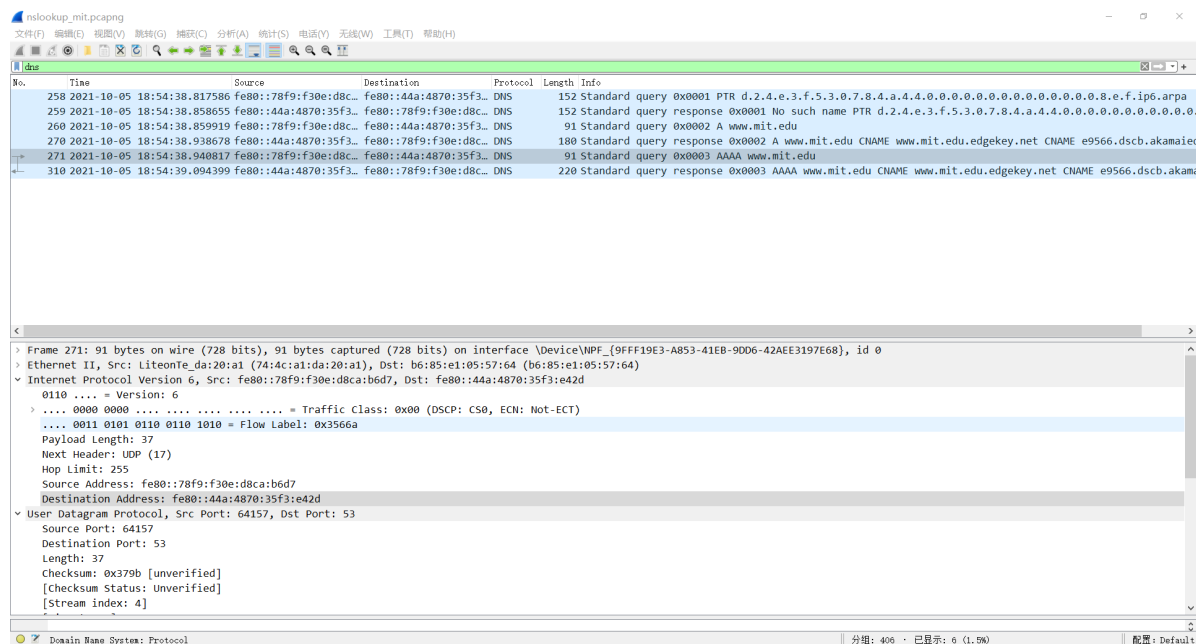 nslookup_mit.pcapng
文件(F) 编辑(E) 视图(V) 跳转(G) 捕获(C) 分析(A) 统计(S) 电话(Y) 无线(W) 工具(T) 帮助(H)
dns
No. Time Source Destination Protocol Length Info
258 2021-10-05 18:54:38.817586 fe80::78f9:f30e:d8c… fe80::44a:4870:35f3… DNS 152 Standard query 0x0001 PTR d.2.4.e.3.f.5.3.0.7.8.4.a.4.4.0.0.0.0.0.0.0.0.0.0.0.0.0.0.8.e.f.ip6.arpa
259 2021-10-05 18:54:38.858655 fe80::44a:4870:35f3… fe80::78f9:f30e:d8c… DNS 152 Standard query response 0x0001 No such name PTR d.2.4.e.3.f.5.3.0.7.8.4.a.4.4.0.0.0.0.0.0.0.0.0.0.0.
260 2021-10-05 18:54:38.859919 fe80::78f9:f30e:d8c… fe80::44a:4870:35f3… DNS 91 Standard query 0x0002 A www.mit.edu
270 2021-10-05 18:54:38.938678 fe80::44a:4870:35f3… fe80::78f9:f30e:d8c… DNS 180 Standard query response 0x0002 A www.mit.edu CNAME www.mit.edu.edgekey.net CNAME e9566.dscb.akamaied
271 2021-10-05 18:54:38.940817 fe80::78f9:f30e:d8c… fe80::44a:4870:35f3… DNS 91 Standard query 0x0003 AAAA www.mit.edu
310 2021-10-05 18:54:39.094399 fe80::44a:4870:35f3… fe80::78f9:f30e:d8c… DNS 220 Standard query response 0x0003 AAAA www.mit.edu CNAME www.mit.edu.edgekey.net CNAME e9566.dscb.akama
Frame 271: 91 bytes on wire (728 bits), 91 bytes captured (728 bits) on interface \Device\NPF_{9FFF19E3-A853-41EB-9DD6-42AEE3197E68}, id 0
Ethernet II, Src: LiteonTe_da:20:a1 (74:4c:a1:da:20:a1), Dst: b6:85:e1:05:57:64 (b6:85:e1:05:57:64)
Internet Protocol Version 6, Src: fe80::78f9:f30e:d8ca:b6d7, Dst: fe80::44a:4870:35f3:e42d
0110 .... = Version: 6
.... 0000 0000 .... .... .... .... .... = Traffic Class: 0x00 (DSCP: CS0, ECN: Not-ECT)
.... 0011 0101 0110 0110 1010 = Flow Label: 0x3566a
Payload Length: 37
Next Header: UDP (17)
Hop Limit: 255
Source Address: fe80::78f9:f30e:d8ca:b6d7
Destination Address: fe80::44a:4870:35f3:e42d
User Datagram Protocol, Src Port: 64157, Dst Port: 53
Source Port: 64157
Destination Port: 53
Length: 37
Checksum: 0x379b [unverified]
[Checksum Status: Unverified]
[Stream index: 4]
Domain Name System: Protocol 分组: 406 · 已显示: 6 (1.5%) 配置: Default